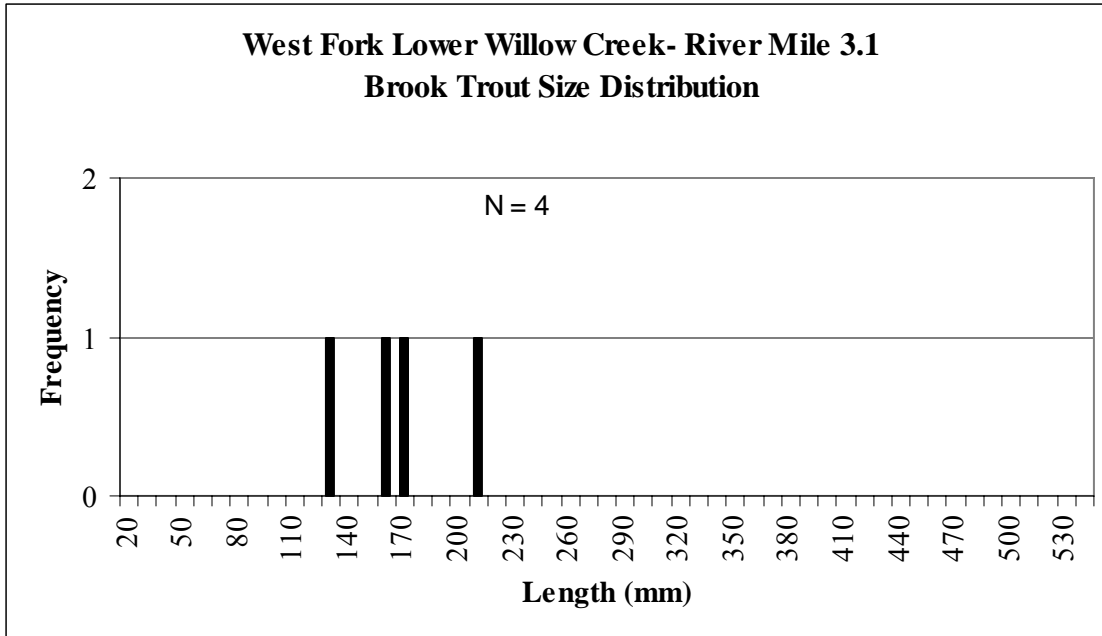 West Fork Lower Willow Creek- River Mile 3.1
Brook Trout Size Distribution
N = 4
2
1
0
Frequency
20 50 80 110 140 170 200 230 260 290 320 350 380 410 440 470 500 530
Length (mm)